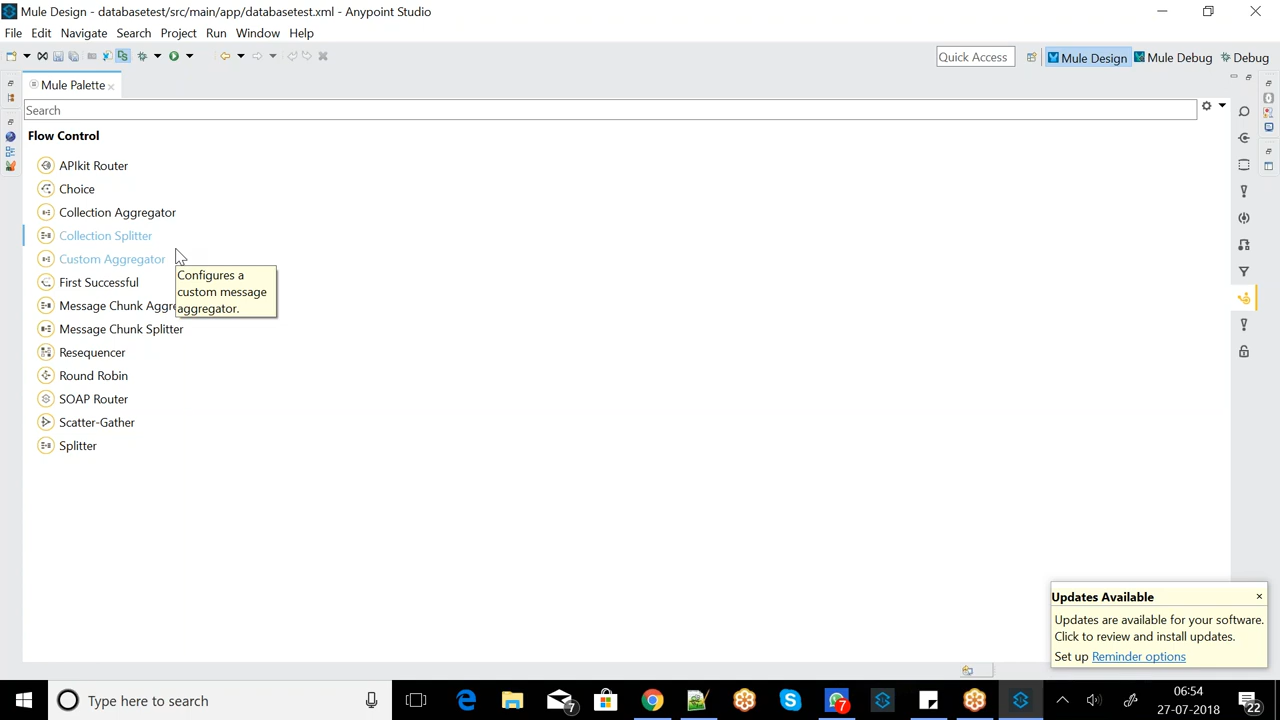 Mule Design - databasetest/src/main/app/databasetest.xml - Anypoint Studio
File Edit Navigate Search Project Run Window Help
Quick Access
Mule Design
Mule Debug
Debug
Mule Palette
Search
Flow Control
APIkit Router
Choice
Collection Aggregator
Collection Splitter
Custom Aggregator
First Successful
Message Chunk Aggre
Message Chunk Splitter
Resequencer
Round Robin
SOAP Router
Scatter-Gather
Splitter
Configures a
custom message
aggregator.
Updates Available
Updates are available for your software.
Click to review and install updates.
Set up Reminder options
Type here to search
7
7
06:54
27-07-2018
22